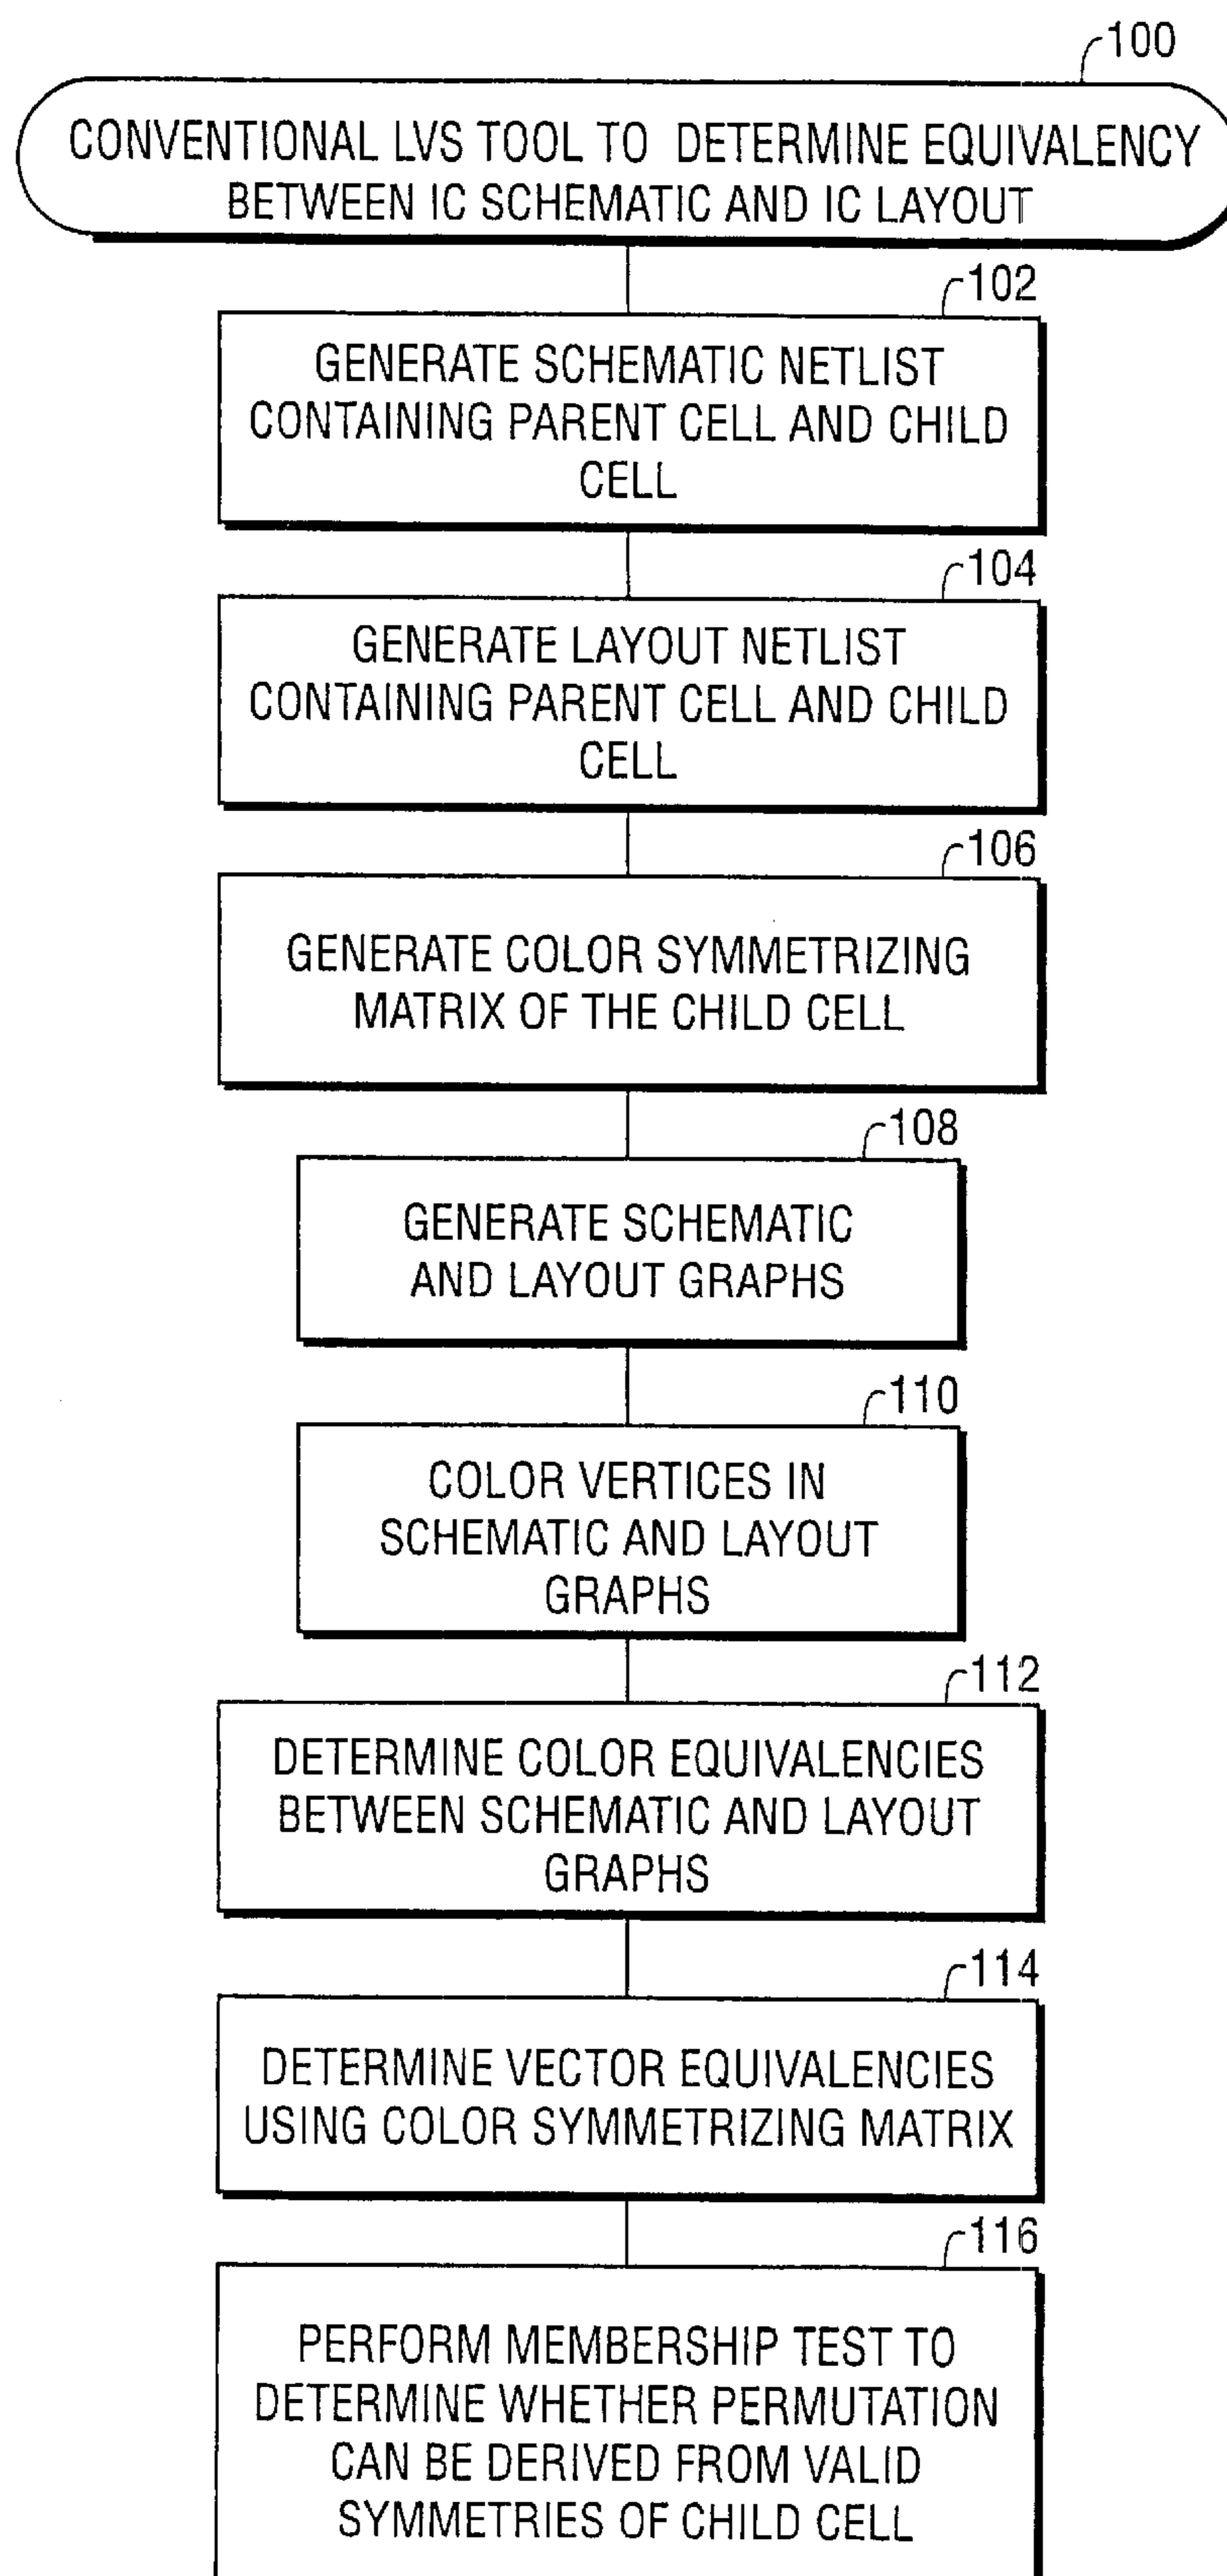 100
CONVENTIONAL LVS TOOL TO DETERMINE EQUIVALENCY
BETWEEN IC SCHEMATIC AND IC LAYOUT
102
GENERATE SCHEMATIC NETLIST
CONTAINING PARENT CELL AND CHILD
CELL
104
GENERATE LAYOUT NETLIST
CONTAINING PARENT CELL AND CHILD
CELL
106
GENERATE COLOR SYMMETRIZING
MATRIX OF THE CHILD CELL
108
GENERATE SCHEMATIC
AND LAYOUT GRAPHS
110
COLOR VERTICES IN
SCHEMATIC AND LAYOUT
GRAPHS
112
DETERMINE COLOR EQUIVALENCIES
BETWEEN SCHEMATIC AND LAYOUT
GRAPHS
114
DETERMINE VECTOR EQUIVALENCIES
USING COLOR SYMMETRIZING MATRIX
116
PERFORM MEMBERSHIP TEST TO
DETERMINE WHETHER PERMUTATION
CAN BE DERIVED FROM VALID
SYMMETRIES OF CHILD CELL